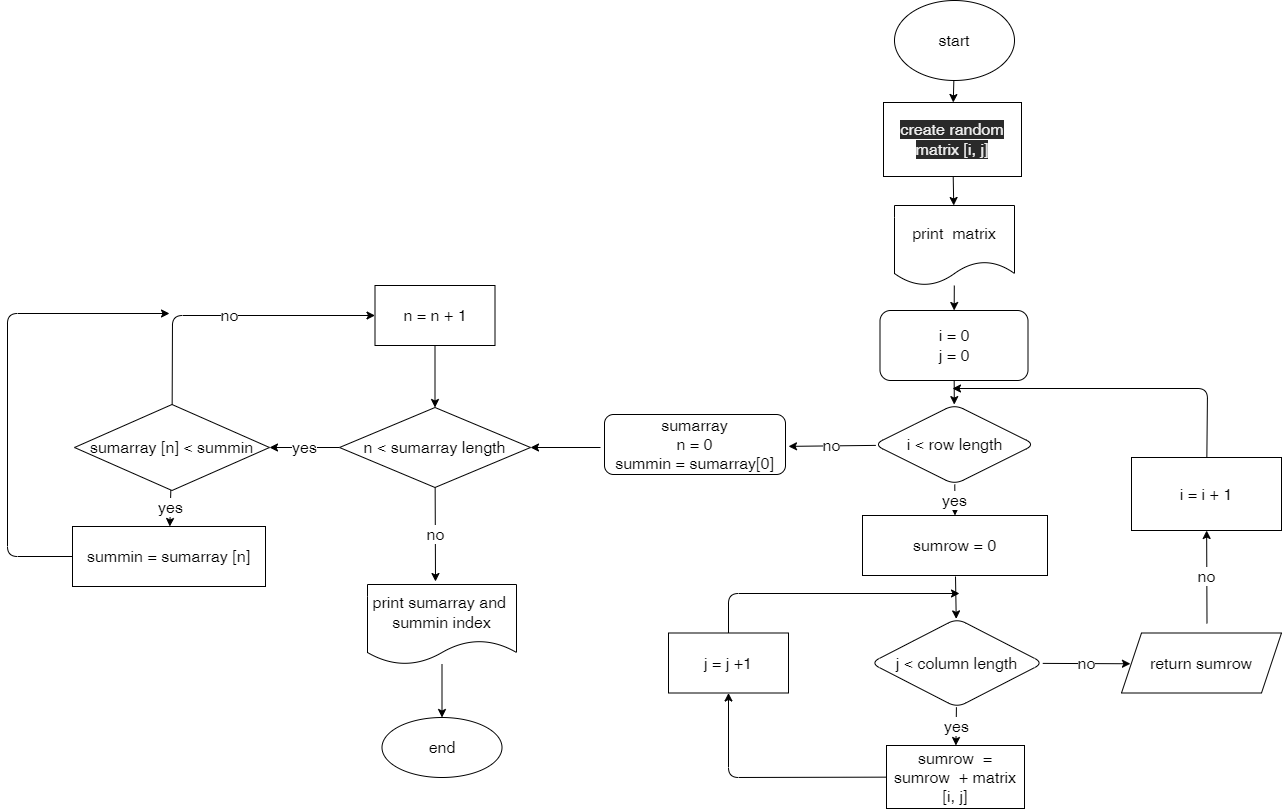 start
create random
matrix [i, j]
print  matrix
i = 0
j = 0
i < row length
no
yes
sumrow = 0
j < column length
yes
sumrow  =
sumrow  + matrix
[i, j]
j = j +1
no
return sumrow
no
i = i + 1
sumarray
n = 0
summin = sumarray[0]
n < sumarray length
yes
sumarray [n] < summin
no
n = n + 1
yes
summin = sumarray [n]
no
print sumarray and
summin index
end